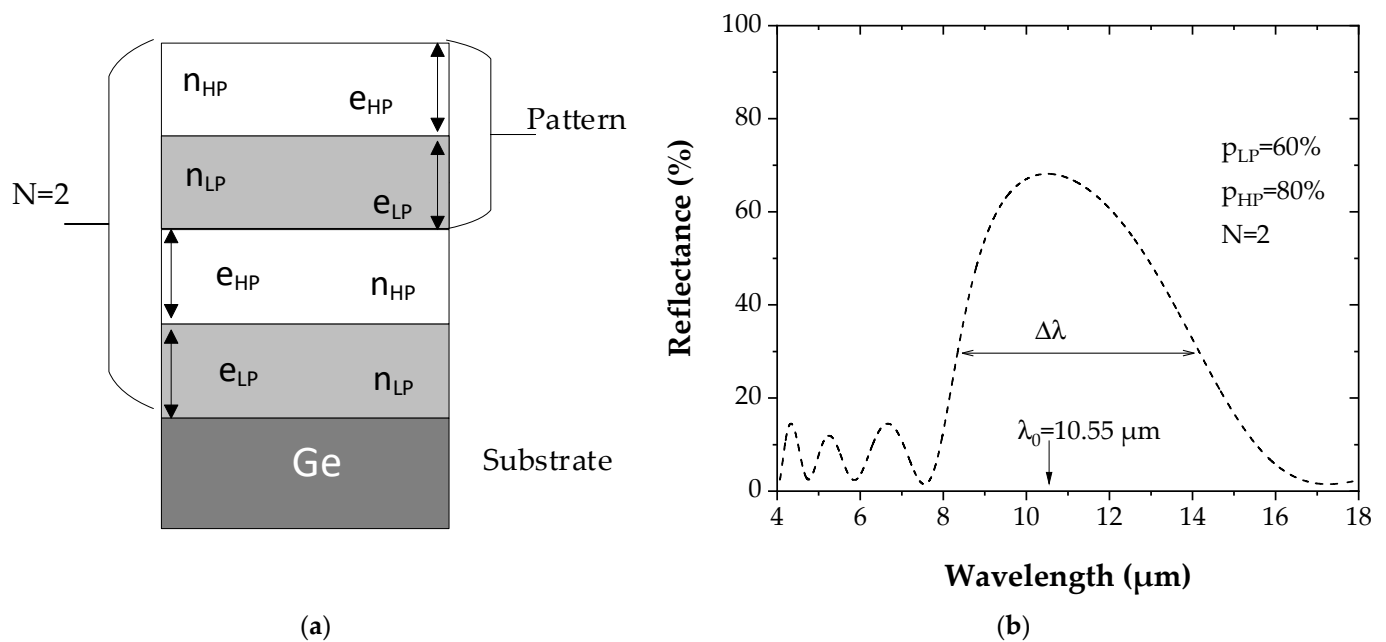 n_HP
e_HP
Pattern
n_LP
e_LP
N=2
e_HP n_HP
e_LP n_LP
Ge
Substrate
(a)
Reflectance (%)
100
80
60
40
20
0
p_LP=60%
p_HP=80%
N=2
Δλ
λ_0=10.55 μm
4 6 8 10 12 14 16 18
Wavelength (μm)
(b)